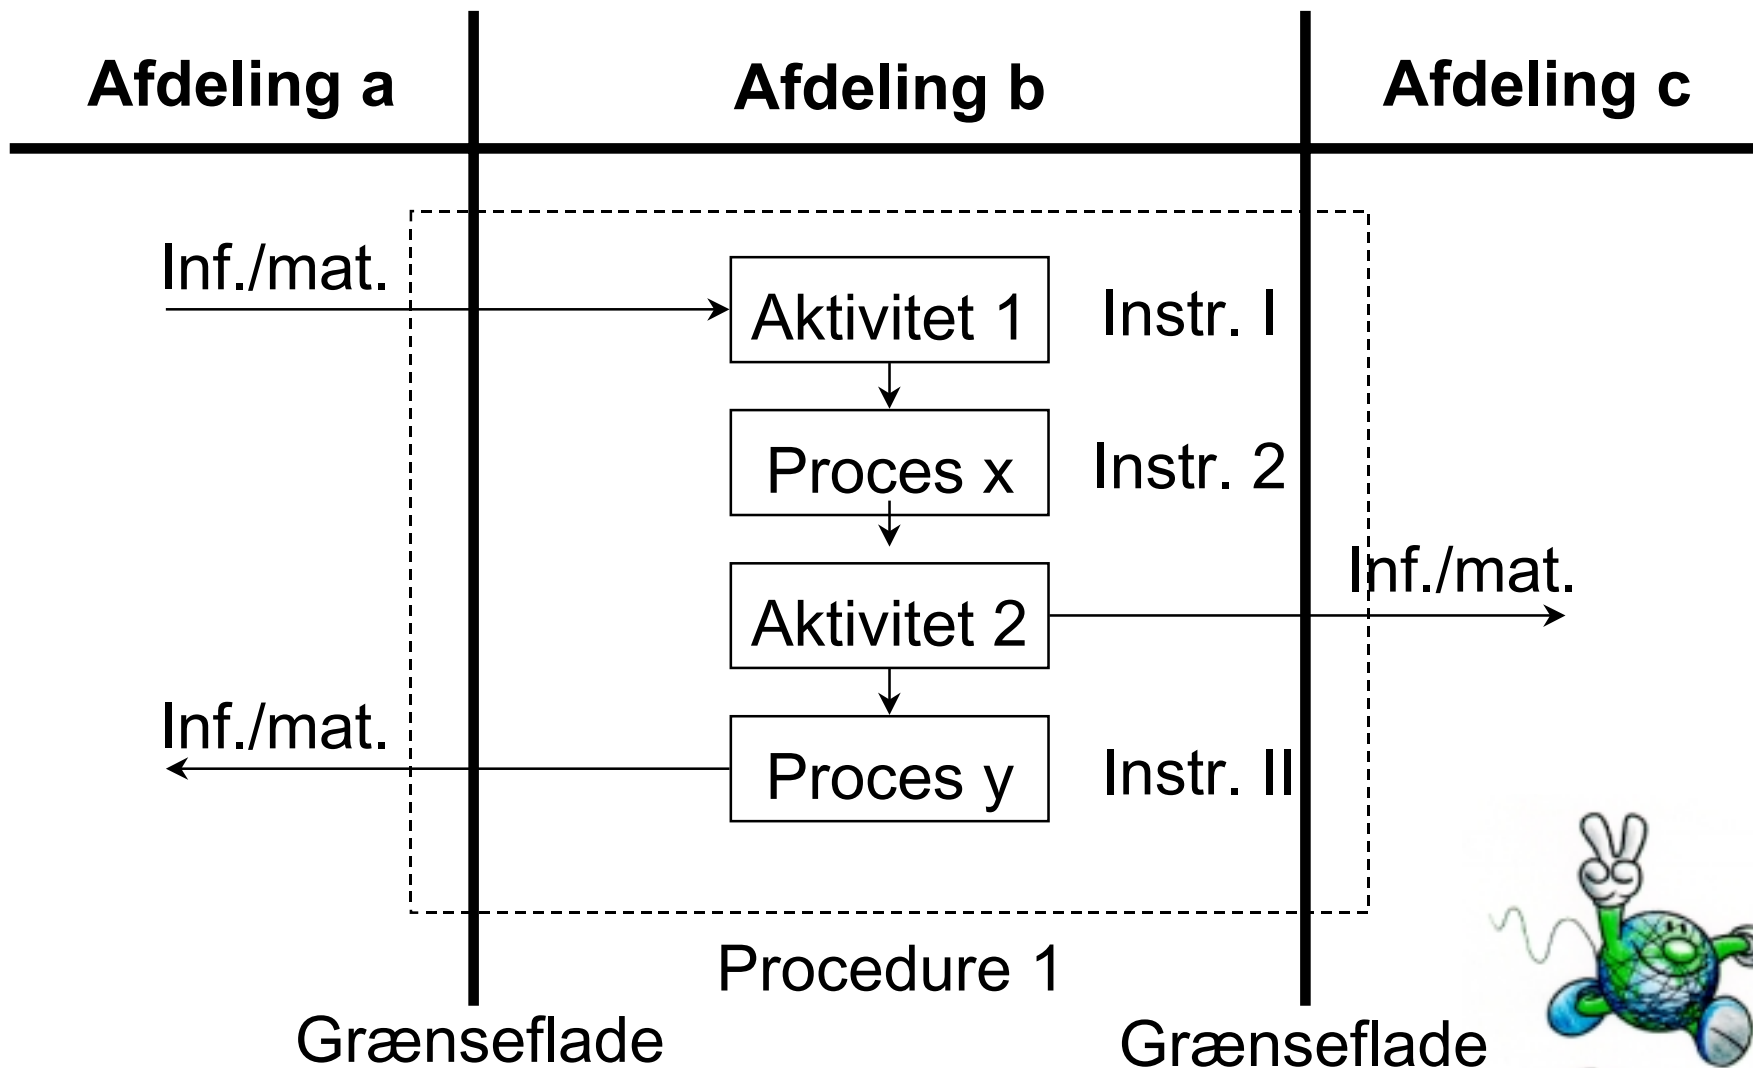 Afdeling a
Afdeling b
Afdeling c
Inf./mat.
Aktivitet 1
Instr. I
Proces x
Instr. 2
Inf./mat.
Aktivitet 2
Inf./mat.
Proces y
Instr. II
Procedure 1
Grænseflade
Grænseflade